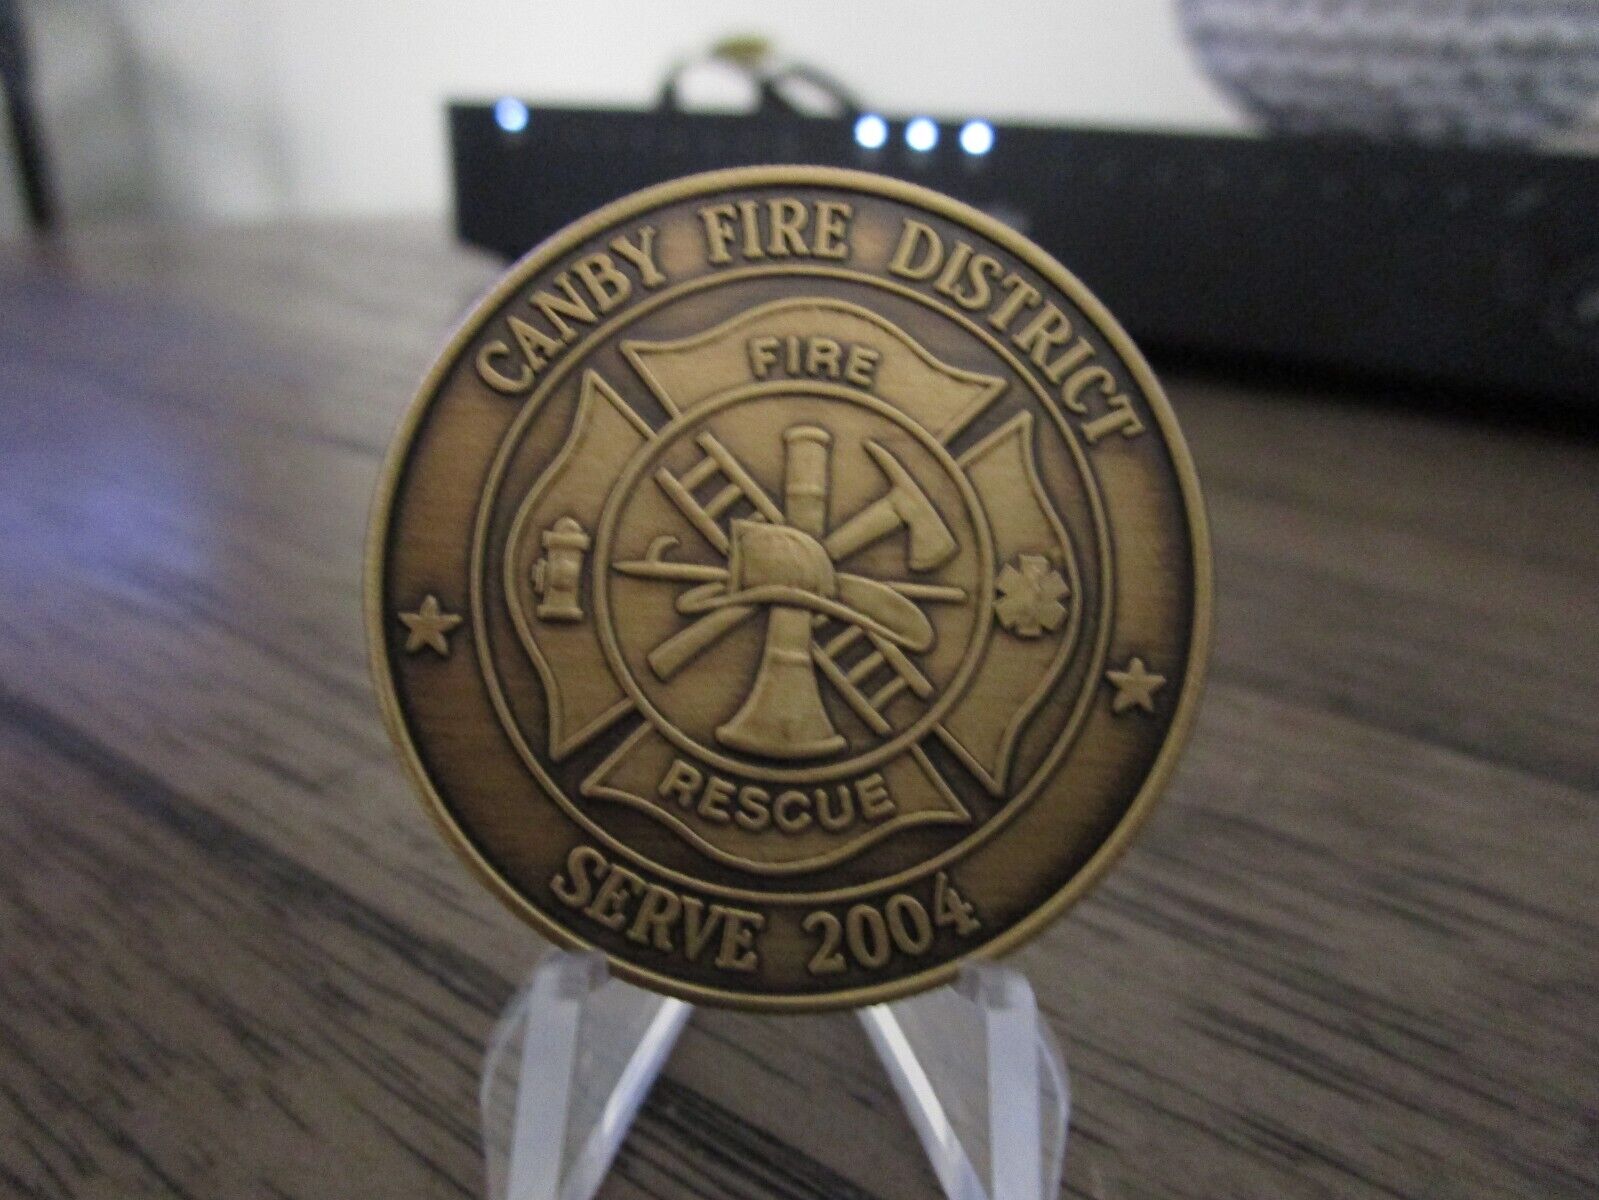 CANBY FIRE DISTRICT
FIRE
RESCUE
SERVE 2004